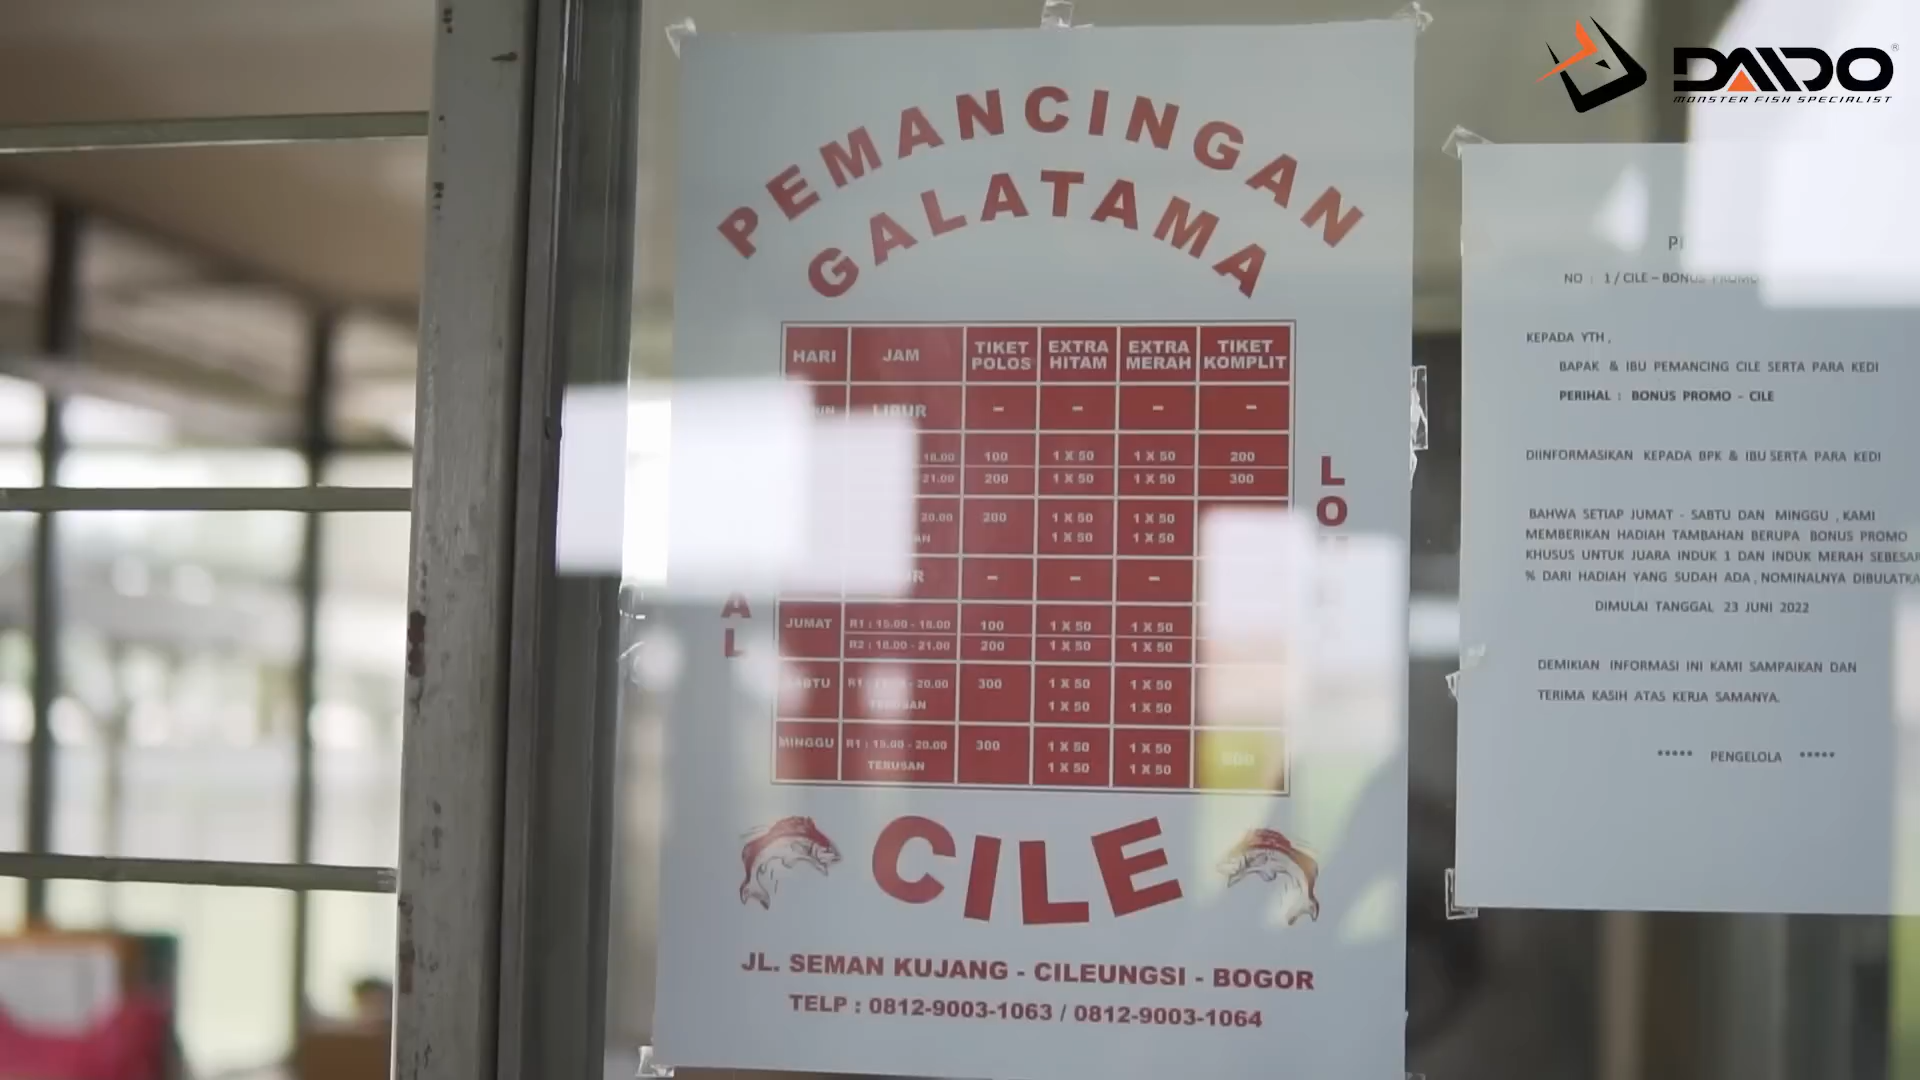 DAIDO®
MONSTER FISH SPECIALIST
PEMANCINGAN
GALATAMA
HARI JAM TIKET POLOS EXTRA HITAM EXTRA MERAH TIKET KOMPLIT
LIBUR - - - -
18.00 100 1 X 50 1 X 50 200
21.00 200 1 X 50 1 X 50 300
20.00 200 1 X 50 1 X 50
1 X 50 1 X 50
- - -
JUMAT R1 : 15.00 - 18.00 100 1 X 50 1 X 50
R2 : 18.00 - 21.00 200 1 X 50 1 X 50
SABTU 20.00 300 1 X 50 1 X 50
TERUSAN 1 X 50 1 X 50
MINGGU R1 : 15.00 - 20.00 300 1 X 50 1 X 50
TERUSAN 1 X 50 1 X 50
A
L
L
O
CILE
JL. SEMAN KUJANG - CILEUNGSI - BOGOR
TELP : 0812-9003-1063 / 0812-9003-1064
NO : 1 / CILE - BONUS PROMO
KEPADA YTH ,
BAPAK & IBU PEMANCING CILE SERTA PARA KEDI
PERIHAL : BONUS PROMO - CILE
DIINFORMASIKAN KEPADA BPK & IBU SERTA PARA KEDI
BAHWA SETIAP JUMAT - SABTU DAN MINGGU , KAMI
MEMBERIKAN HADIAH TAMBAHAN BERUPA BONUS PROMO
KHUSUS UNTUK JUARA INDUK 1 DAN INDUK MERAH SEBESAR
% DARI HADIAH YANG SUDAH ADA , NOMINALNYA DIBULATKA
DIMULAI TANGGAL 23 JUNI 2022
DEMIKIAN INFORMASI INI KAMI SAMPAIKAN DAN
TERIMA KASIH ATAS KERJA SAMANYA.
***** PENGELOLA *****